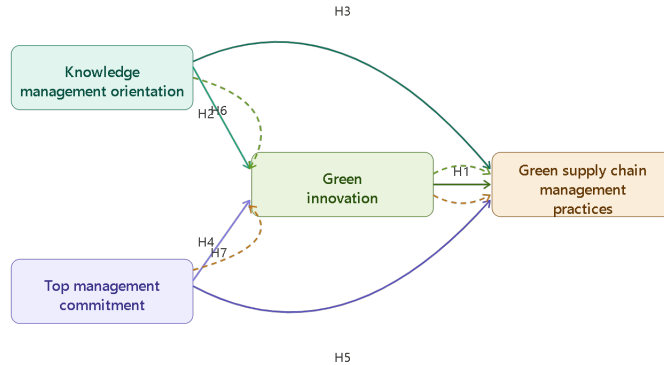 H3
Knowledge
management orientation
H2
H6
Green
innovation
H1
Green supply chain
management
practices
H4
H7
Top management
commitment
H5